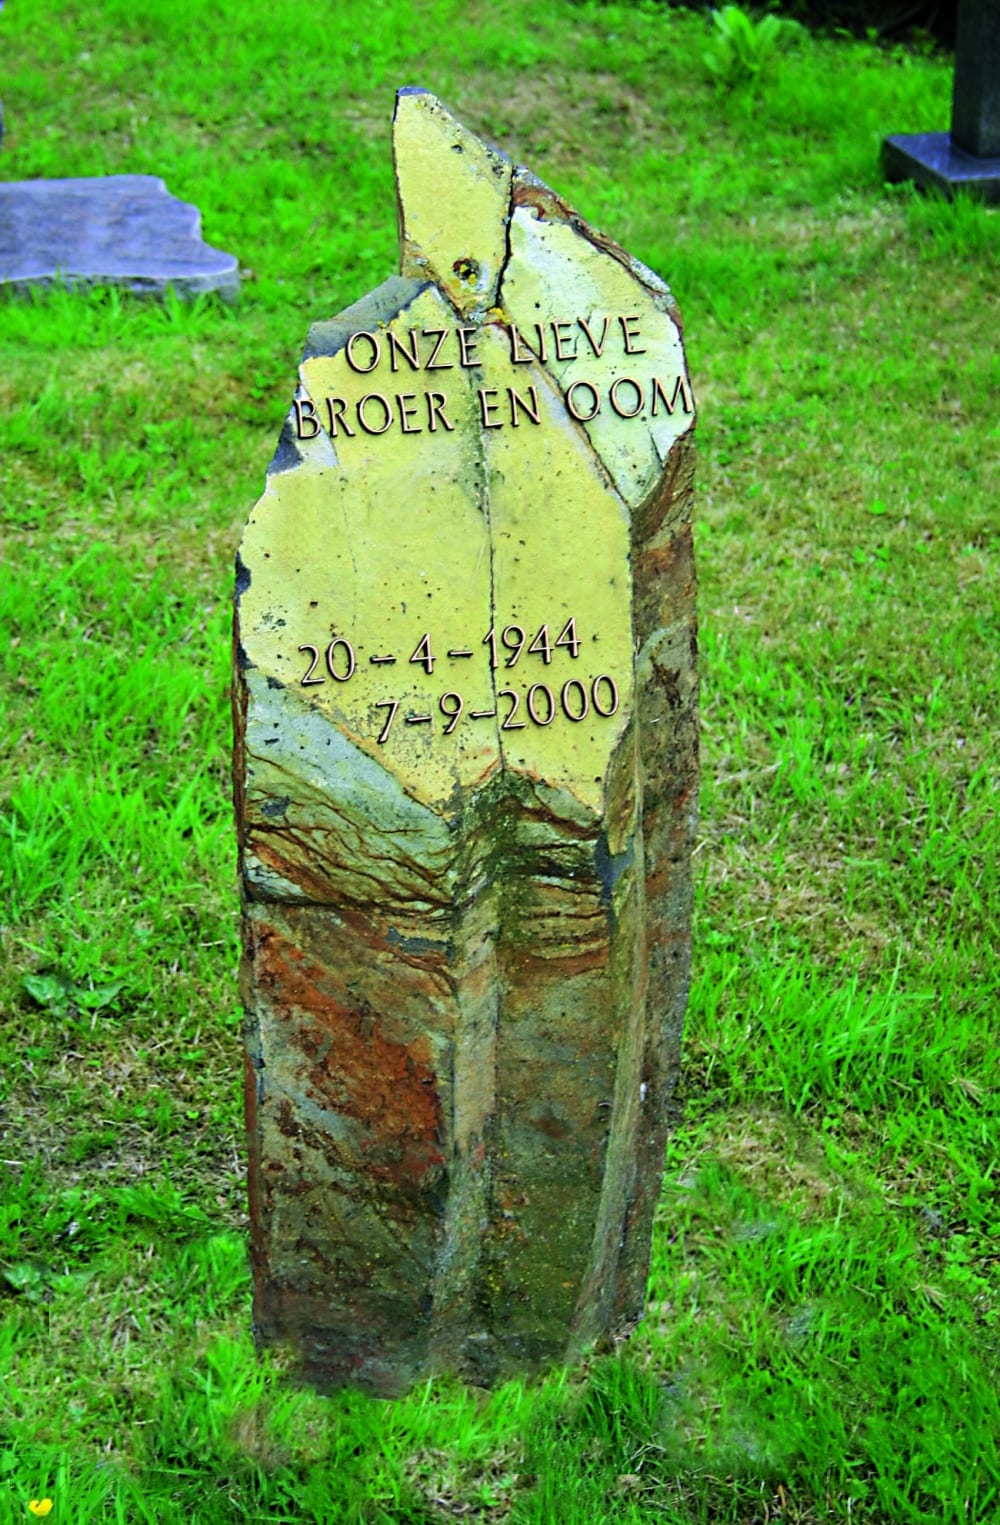 ONZE LIEVE
BROER EN OOM
20-4-1944
7-9-2000